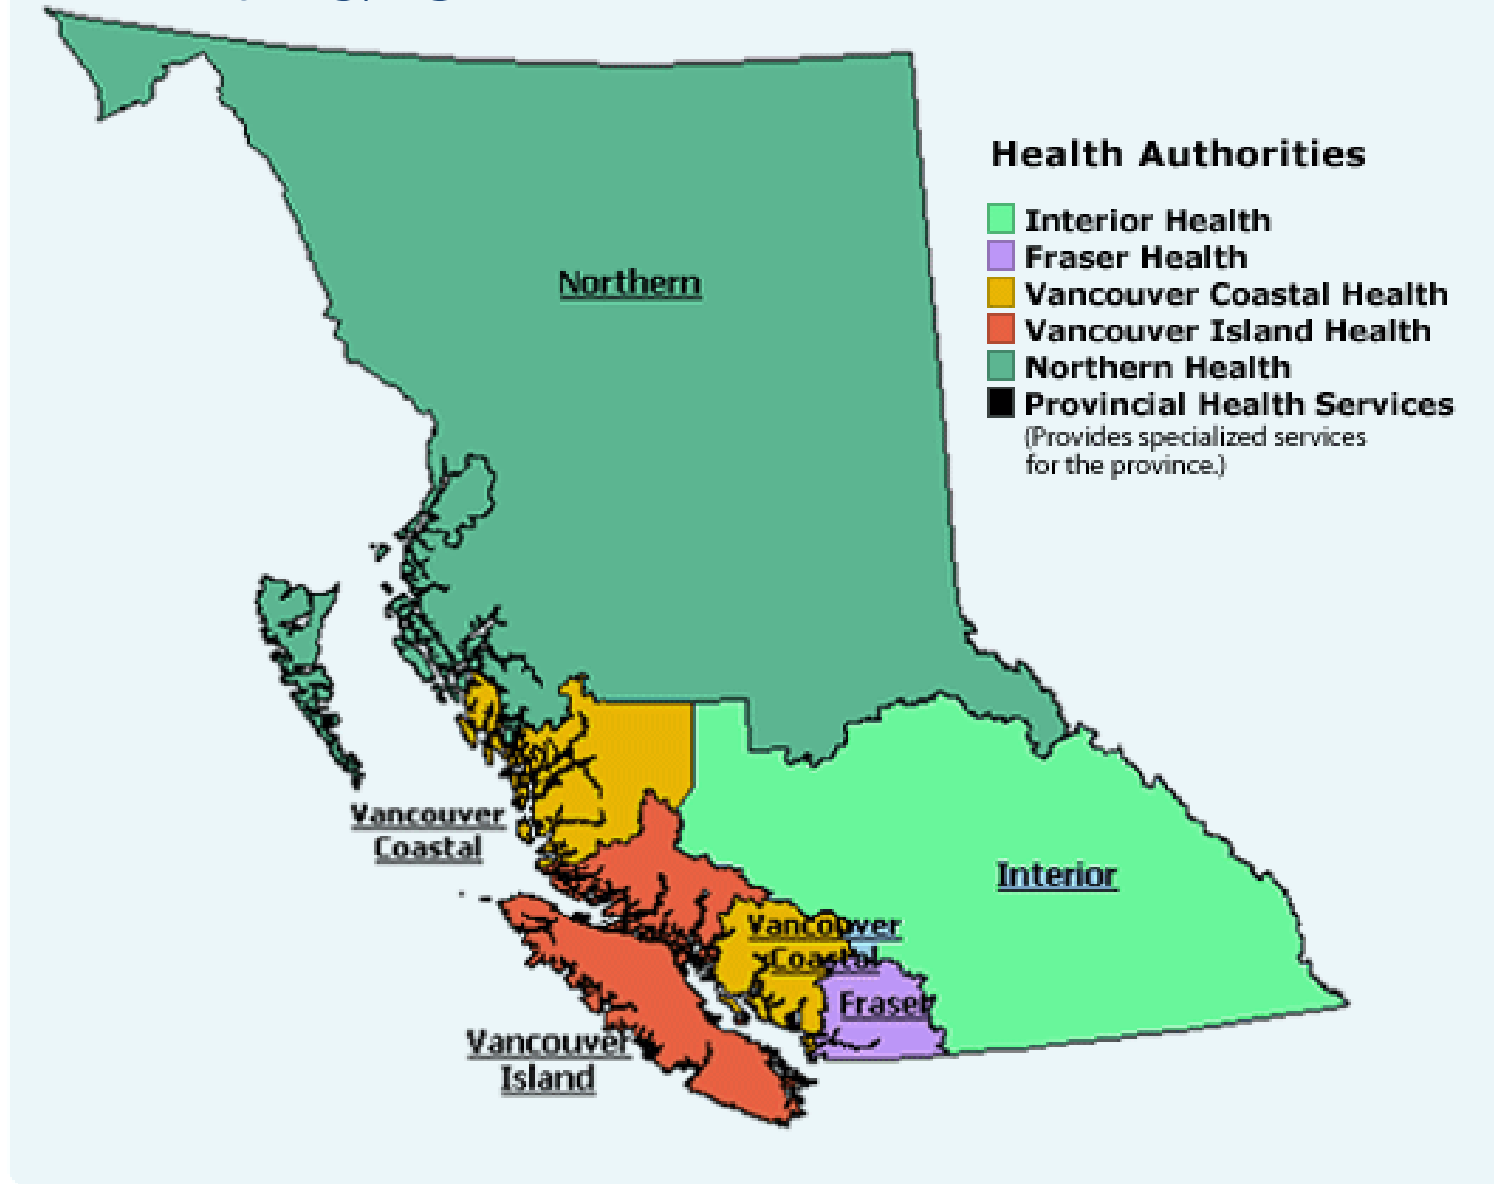 Health Authorities
Interior Health
Fraser Health
Vancouver Coastal Health
Vancouver Island Health
Northern Health
Provincial Health Services
(Provides specialized services
for the province.)
Northern
Vancouver
Coastal
Interior
Vancouver
Coastal
Fraser
Vancouver
Island